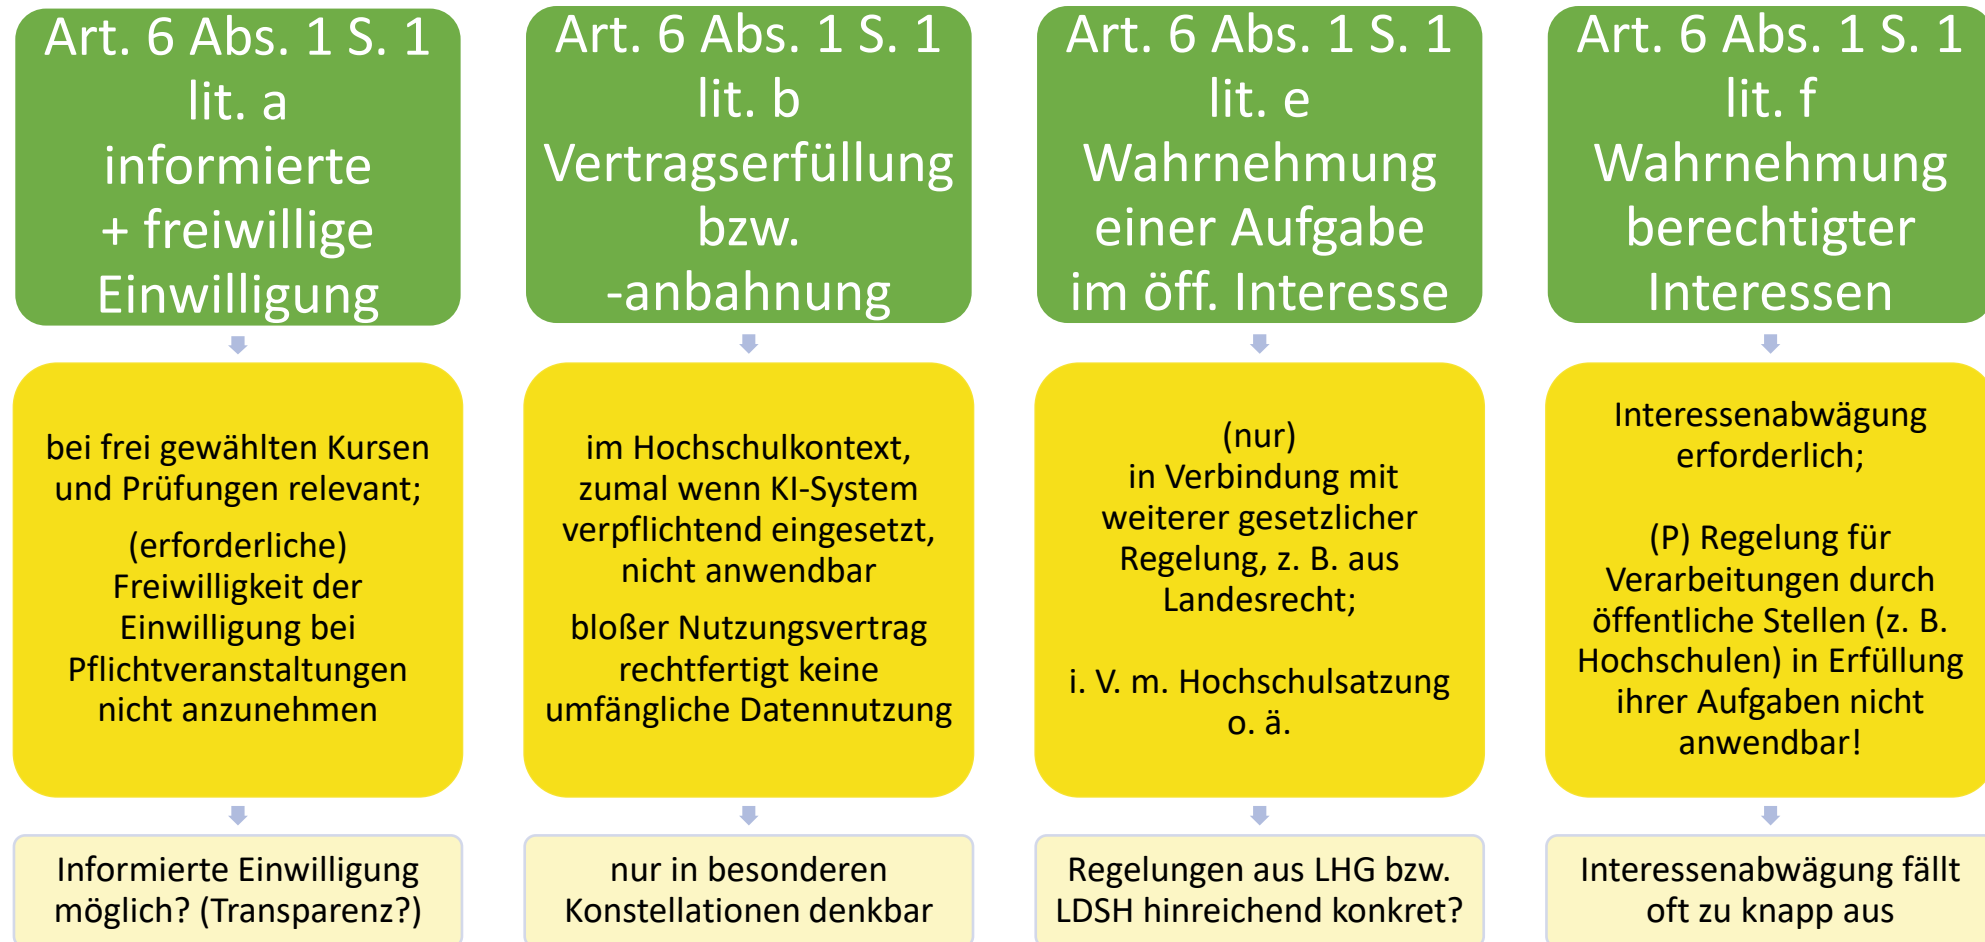 Art. 6 Abs. 1 S. 1
lit. a
informierte
+ freiwillige
Einwilligung
bei frei gewählten Kursen
und Prüfungen relevant;
(erforderliche)
Freiwilligkeit der
Einwilligung bei
Pflichtveranstaltungen
nicht anzunehmen
Informierte Einwilligung
möglich? (Transparenz?)
Art. 6 Abs. 1 S. 1
lit. b
Vertragserfüllung
bzw.
-anbahnung
im Hochschulkontext,
zumal wenn KI-System
verpflichtend eingesetzt,
nicht anwendbar
bloßer Nutzungsvertrag
rechtfertigt keine
umfängliche Datennutzung
nur in besonderen
Konstellationen denkbar
Art. 6 Abs. 1 S. 1
lit. e
Wahrnehmung
einer Aufgabe
im öff. Interesse
(nur)
in Verbindung mit
weiterer gesetzlicher
Regelung, z. B. aus
Landesrecht;
i. V. m. Hochschulsatzung
o. ä.
Regelungen aus LHG bzw.
LDSH hinreichend konkret?
Art. 6 Abs. 1 S. 1
lit. f
Wahrnehmung
berechtigter
Interessen
Interessenabwägung
erforderlich;
(P) Regelung für
Verarbeitungen durch
öffentliche Stellen (z. B.
Hochschulen) in Erfüllung
ihrer Aufgaben nicht
anwendbar!
Interessenabwägung fällt
oft zu knapp aus